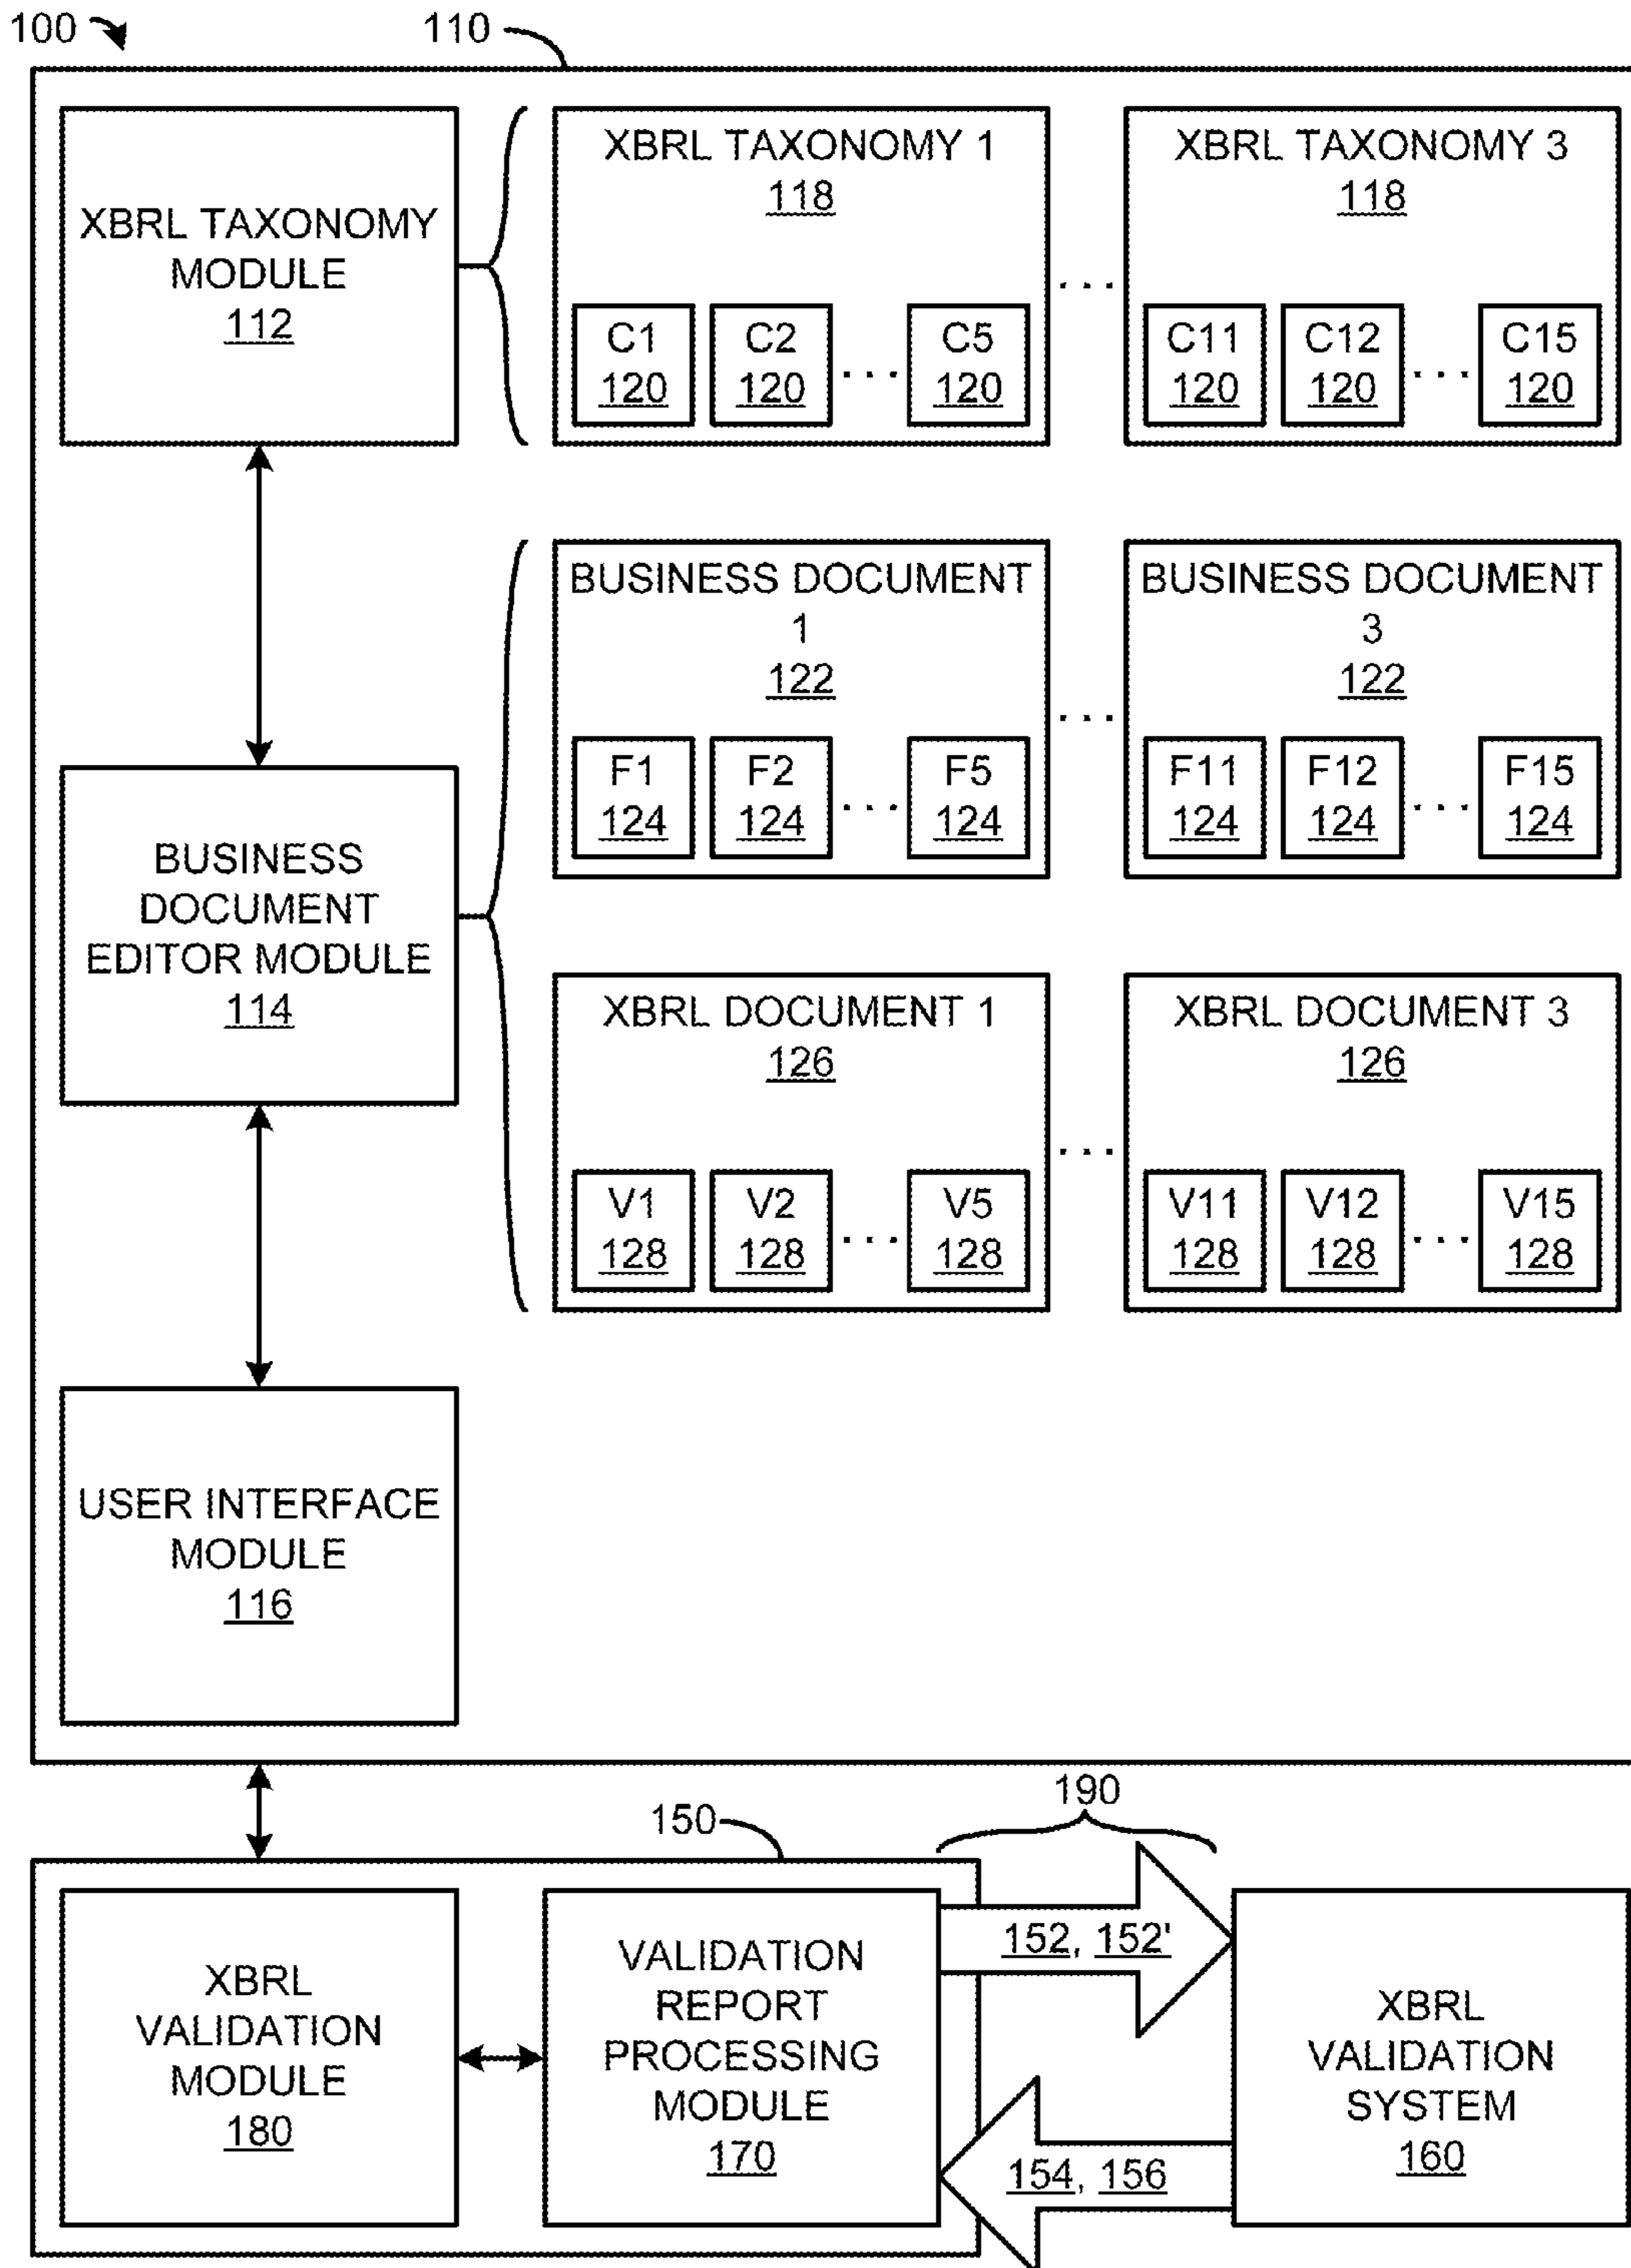 100
110
XBRL TAXONOMY
MODULE
112
XBRL TAXONOMY 1
118
C1
120
C2
120
...
C5
120
...
XBRL TAXONOMY 3
118
C11
120
C12
120
...
C15
120
BUSINESS
DOCUMENT
EDITOR MODULE
114
BUSINESS DOCUMENT
1
122
F1
124
F2
124
...
F5
124
...
BUSINESS DOCUMENT
3
122
F11
124
F12
124
...
F15
124
XBRL DOCUMENT 1
126
V1
128
V2
128
...
V5
128
...
XBRL DOCUMENT 3
126
V11
128
V12
128
...
V15
128
USER INTERFACE
MODULE
116
150
190
XBRL
VALIDATION
MODULE
180
VALIDATION
REPORT
PROCESSING
MODULE
170
152, 152'
154, 156
XBRL
VALIDATION
SYSTEM
160